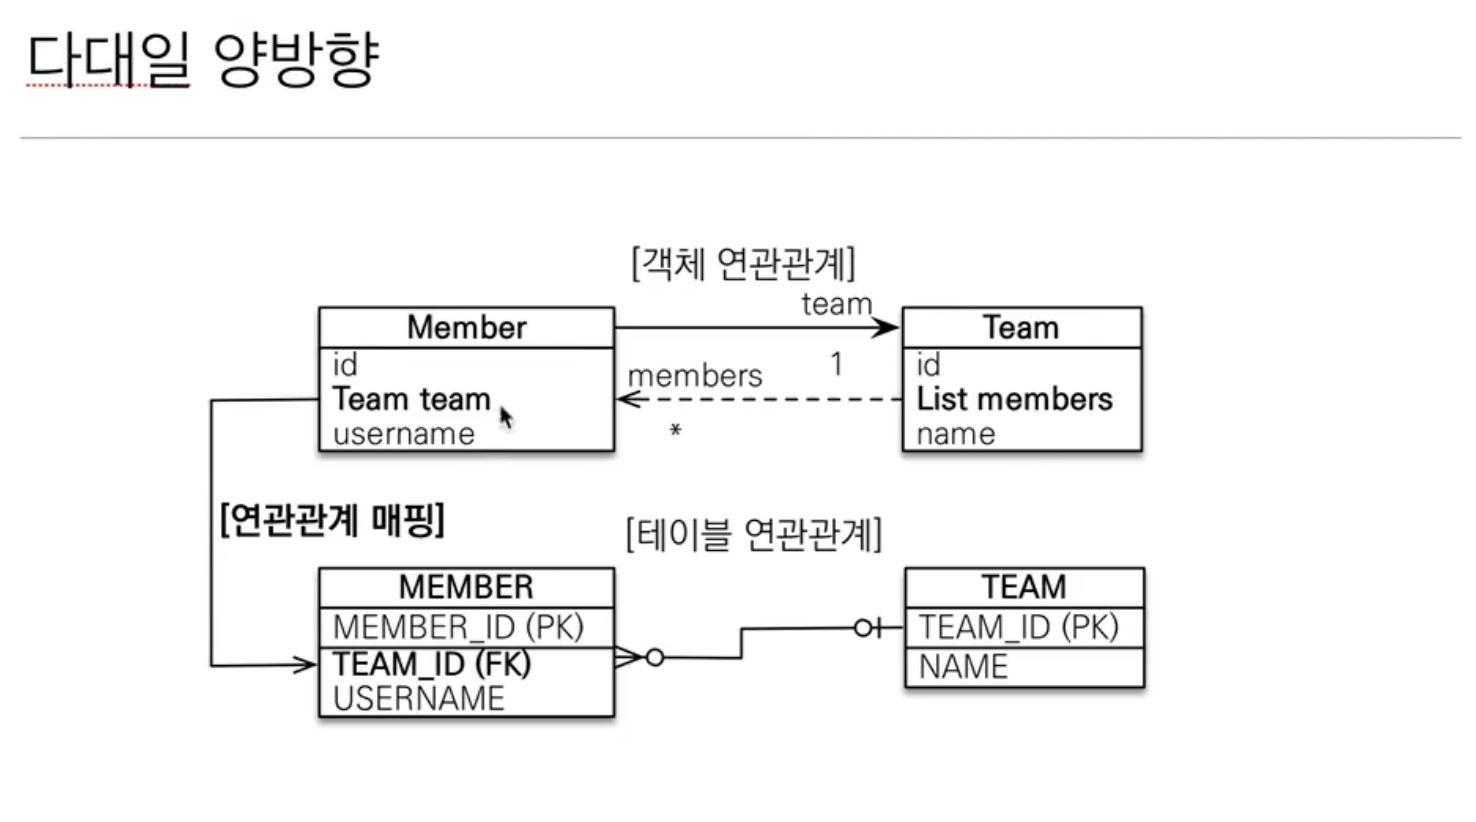 다대일 양방향
[객체 연관관계]
team
Member
id
Team team
username
members
1
*
Team
id
List members
name
[연관관계 매핑]
[테이블 연관관계]
MEMBER
MEMBER_ID (PK)
TEAM_ID (FK)
USERNAME
TEAM
TEAM_ID (PK)
NAME